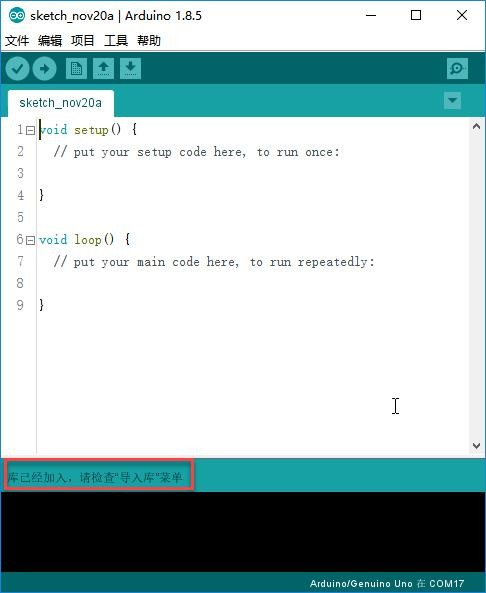 sketch_nov20a | Arduino 1.8.5
文件 编辑 项目 工具 帮助
sketch_nov20a
1 void setup() {
2 // put your setup code here, to run once:
3
4 }
5
6 void loop() {
7 // put your main code here, to run repeatedly:
8
9 }
库已经加入，请检查“导入库”菜单
Arduino/Genuino Uno 在 COM17